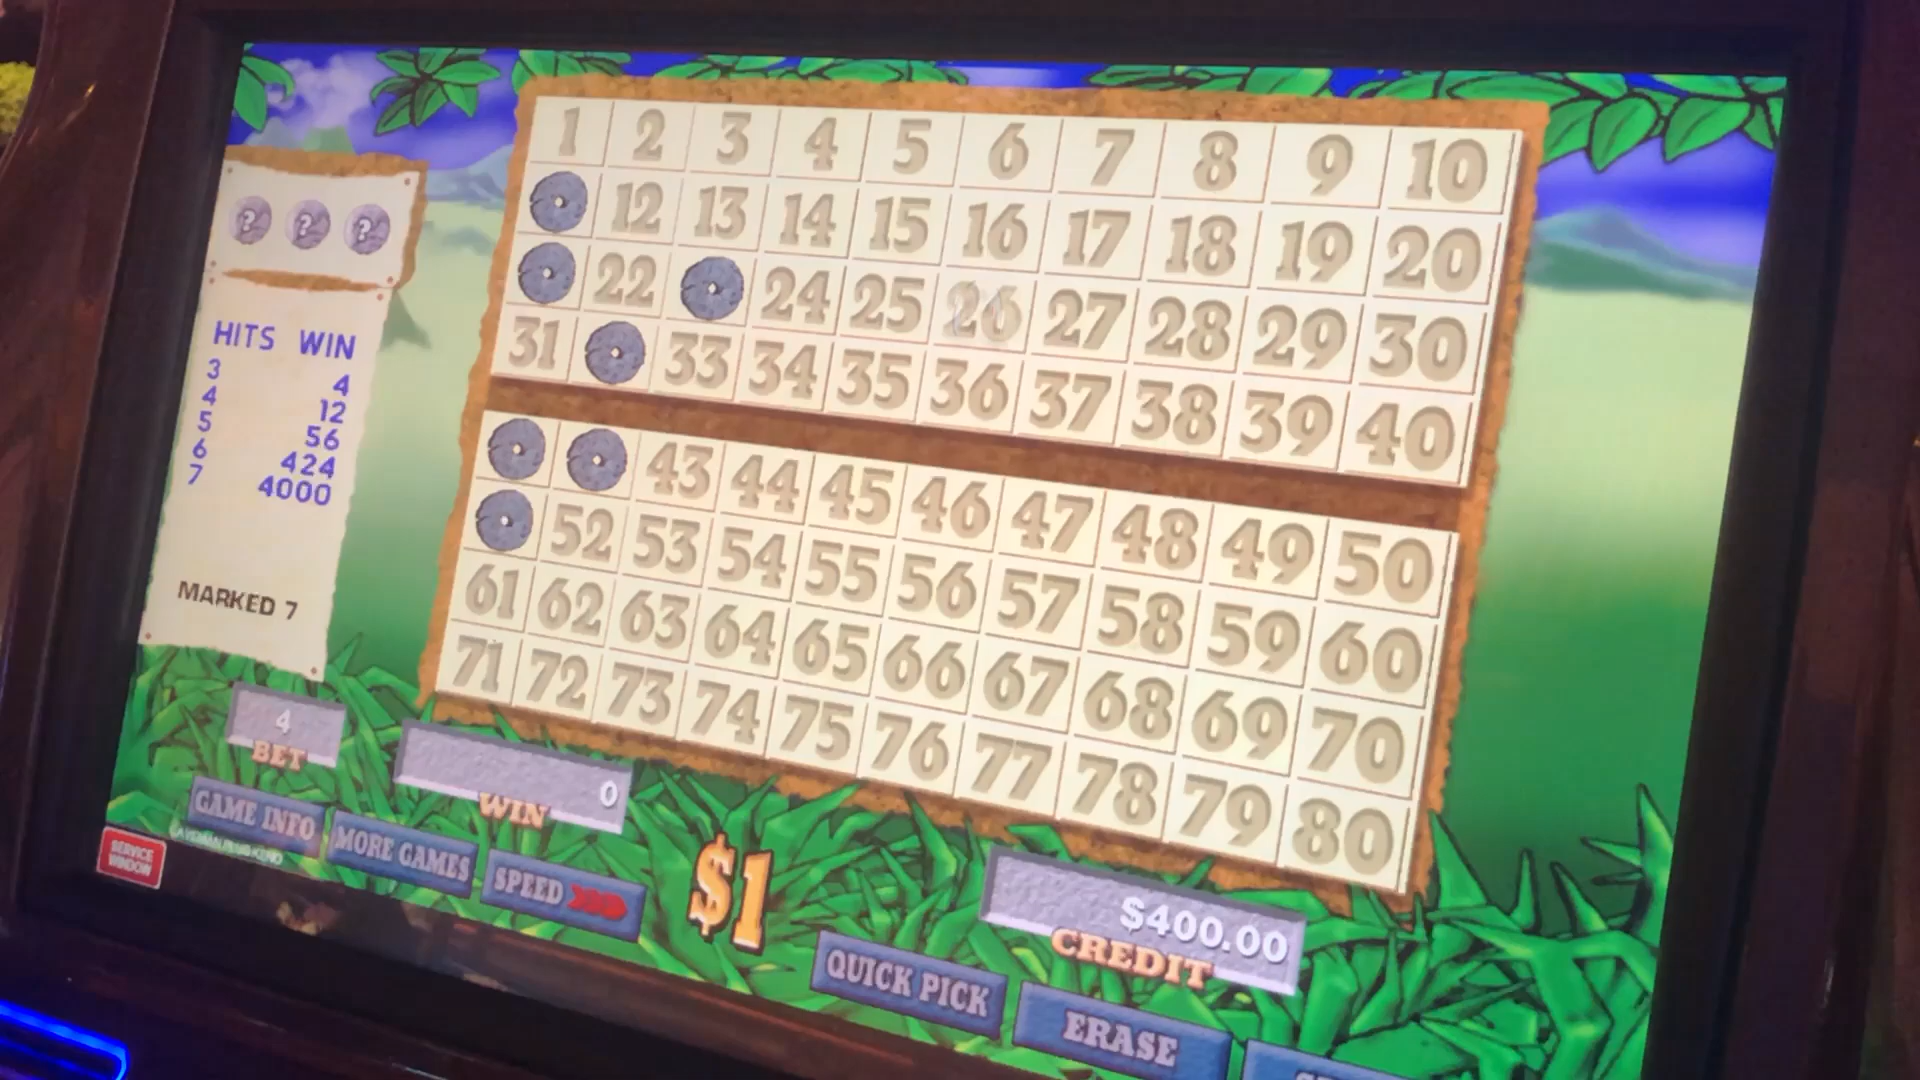 1 2 3 4 5 6 7 8 9 10
12 13 14 15 16 17 18 19 20
22 24 25 26 27 28 29 30
31 33 34 35 36 37 38 39 40
43 44 45 46 47 48 49 50
52 53 54 55 56 57 58 59 60
61 62 63 64 65 66 67 68 69 70
71 72 73 74 75 76 77 78 79 80
? ? ?
HITS WIN
3 4
4 12
5 56
6 424
7 4000
MARKED 7
4
BET
0
WIN
GAME INFO
MORE GAMES
SPEED
SERVICE
WINDOW
$1
$400.00
CREDIT
QUICK PICK
ERASE